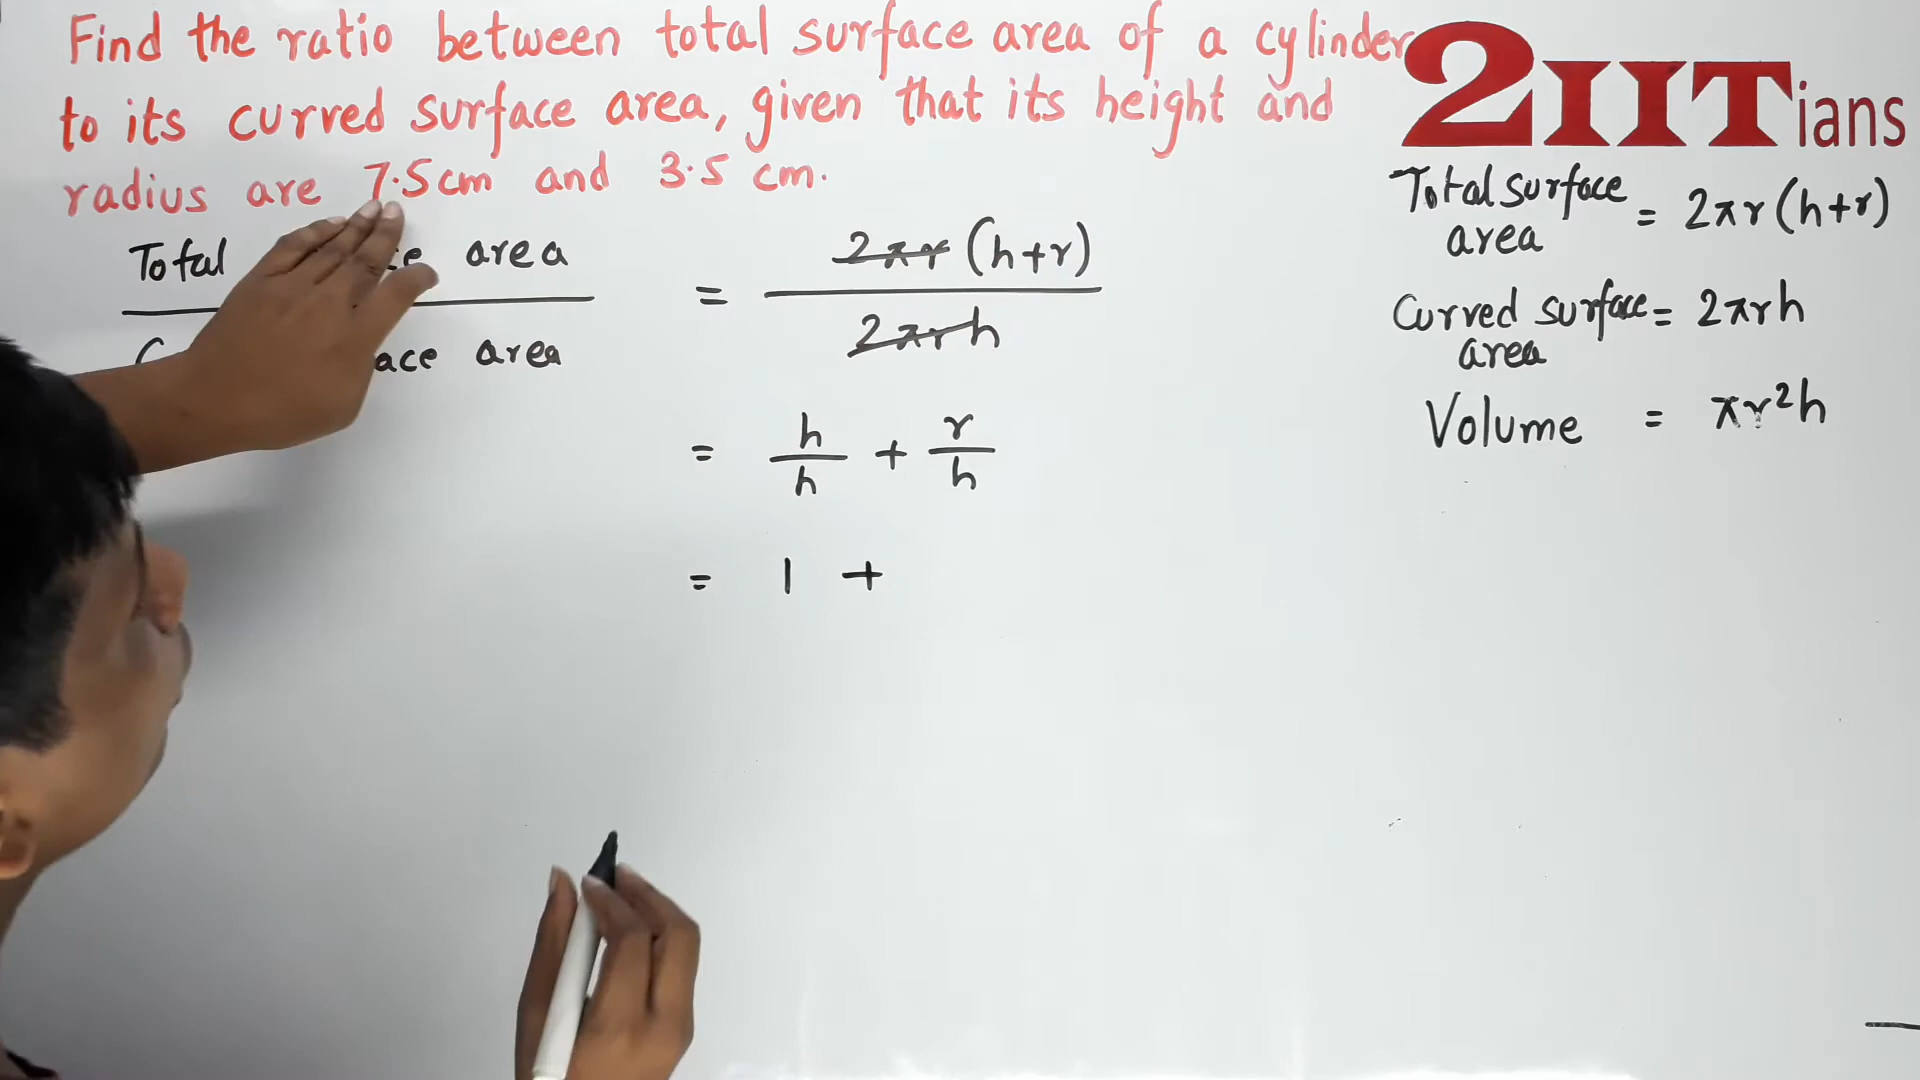 Find the ratio between total surface area of a cylinder
to its curved surface area, given that its height and
radius are 7.5cm and 3.5 cm.
2IITians
Total surface area = 2πr(h+r)
Curved surface area = 2πrh
Volume = πr²h
Total area
area
= 2πr (h+r)
2πrh
= h/h + r/h
= 1 +